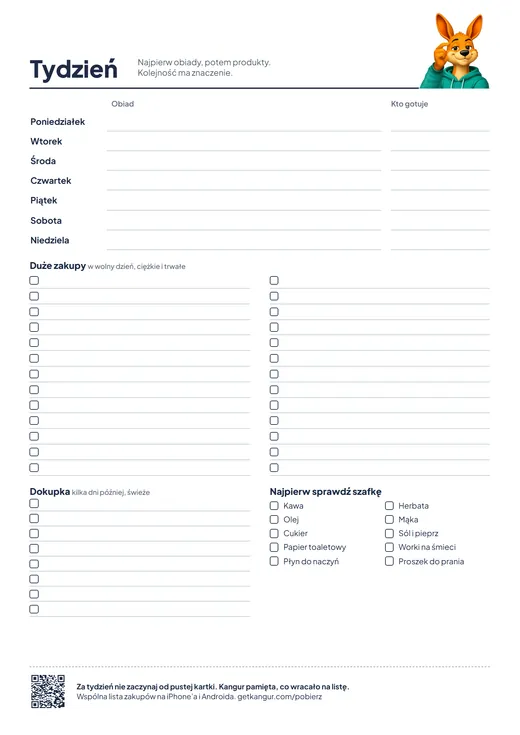 Tydzień
Najpierw obiady, potem produkty.
Kolejność ma znaczenie.
Obiad Kto gotuje
Poniedziałek
Wtorek
Środa
Czwartek
Piątek
Sobota
Niedziela
Duże zakupy w wolny dzień, ciężkie i trwałe
Dokupka kilka dni później, świeże
Najpierw sprawdź szafkę
Kawa Herbata
Olej Mąka
Cukier Sól i pieprz
Papier toaletowy Worki na śmieci
Płyn do naczyń Proszek do prania
Za tydzień nie zaczynaj od pustej kartki. Kangur pamięta, co wracało na listę.
Wspólna lista zakupów na iPhone'a i Androida. getkangur.com/pobierz